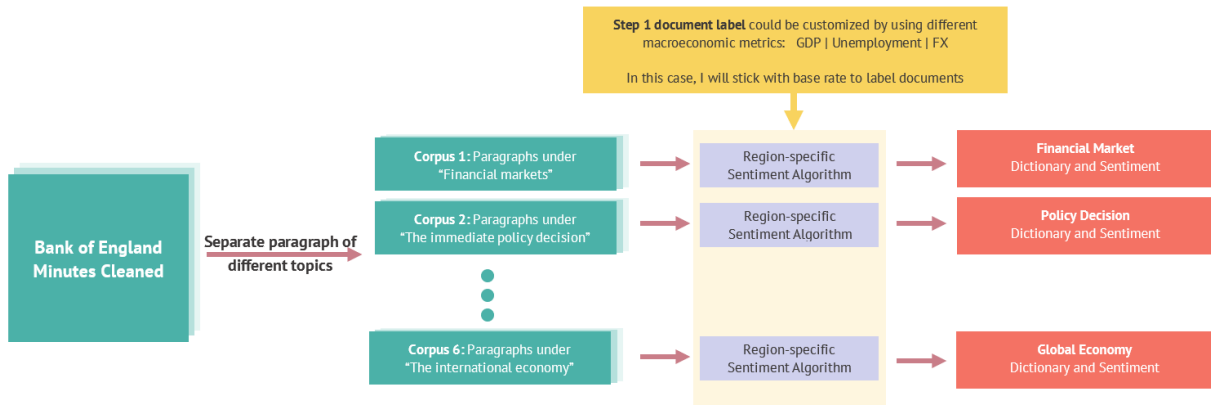 Step 1 document label could be customized by using different
macroeconomic metrics: GDP | Unemployment | FX
In this case, I will stick with base rate to label documents
Bank of England
Minutes Cleaned
Separate paragraph of
different topics
Corpus 1: Paragraphs under
“Financial markets”
Region-specific
Sentiment Algorithm
Financial Market
Dictionary and Sentiment
Corpus 2: Paragraphs under
“The immediate policy decision”
Region-specific
Sentiment Algorithm
Policy Decision
Dictionary and Sentiment
Corpus 6: Paragraphs under
“The international economy”
Region-specific
Sentiment Algorithm
Global Economy
Dictionary and Sentiment